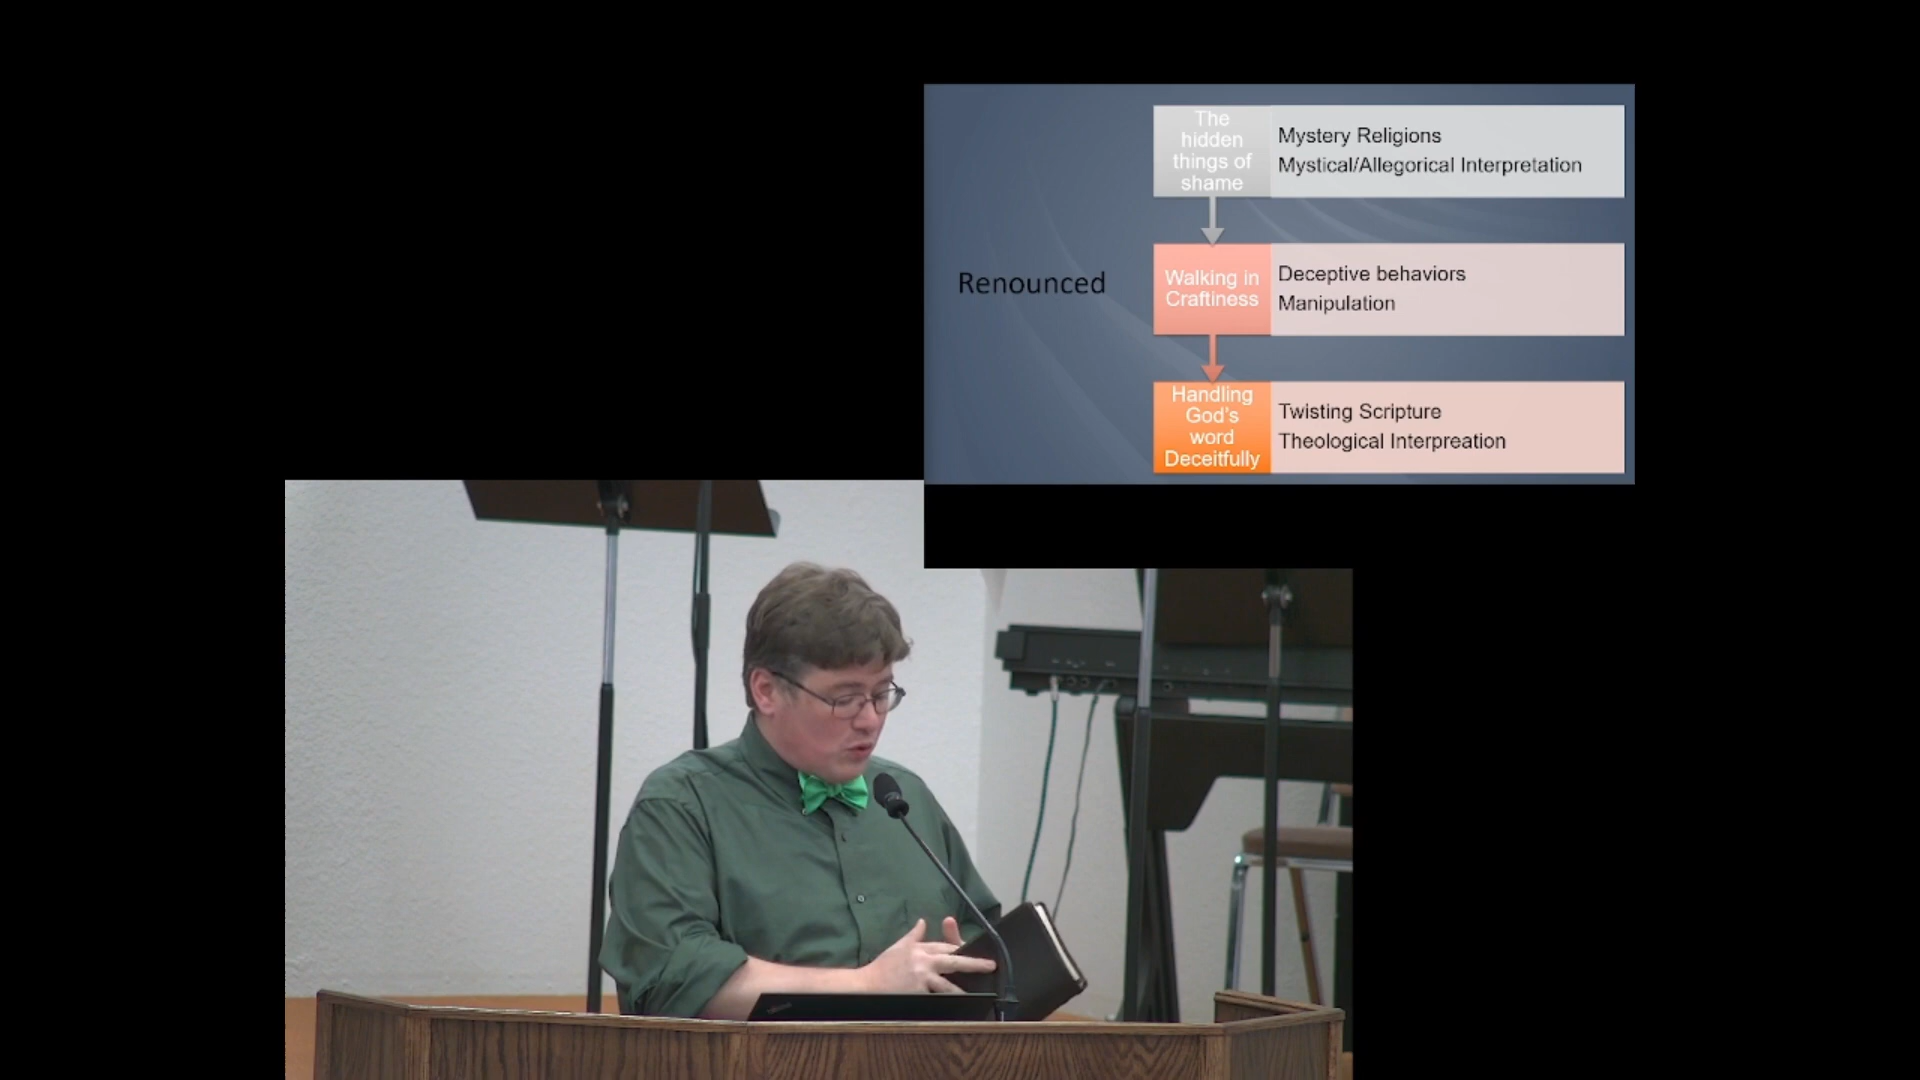 Renounced
The
hidden
things of
shame
Mystery Religions
Mystical/Allegorical Interpretation
Walking in
Craftiness
Deceptive behaviors
Manipulation
Handling
God's
word
Deceitfully
Twisting Scripture
Theological Interpreation